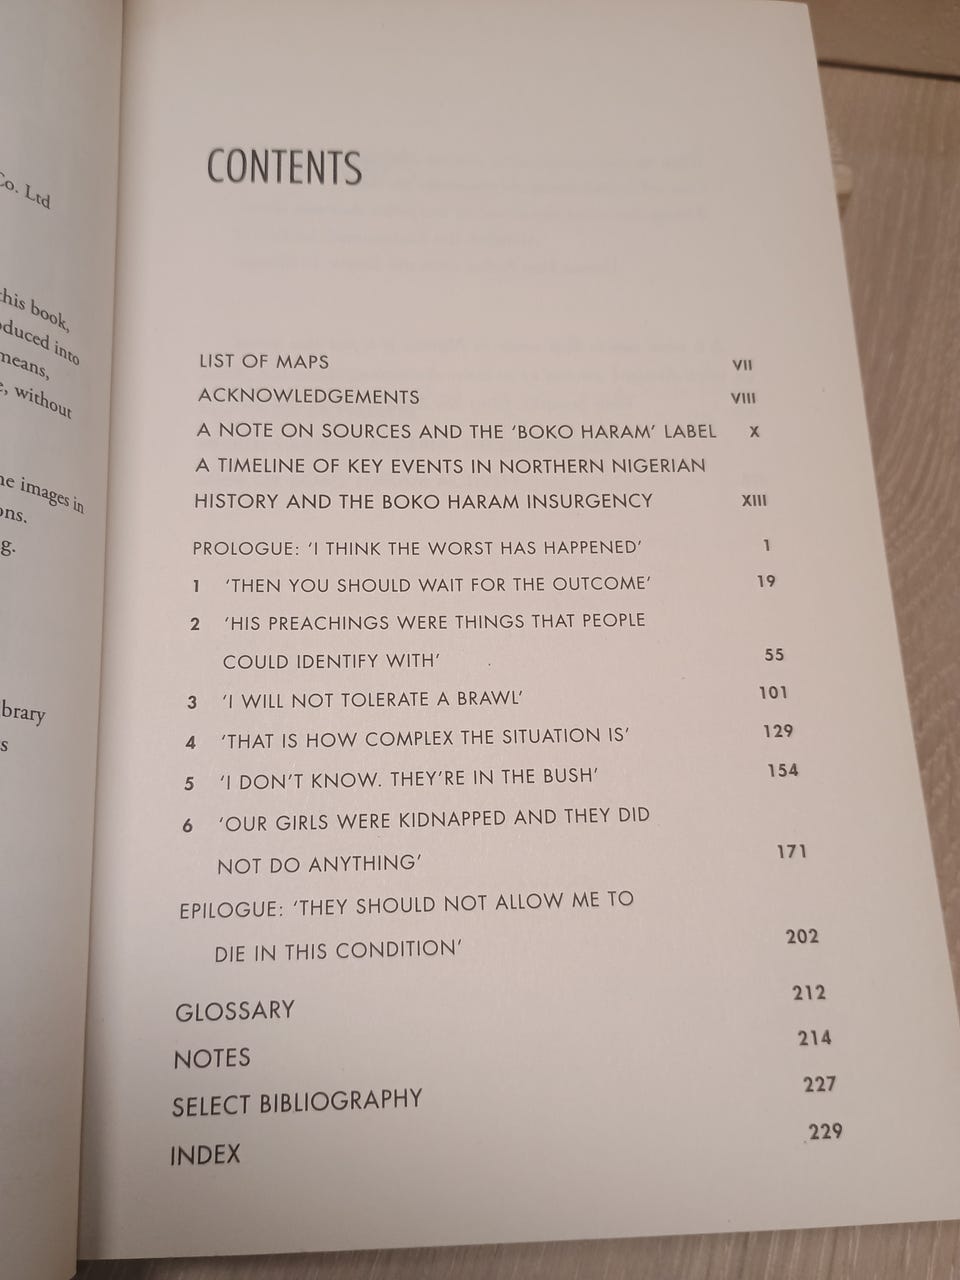 Co. Ltd
this book,
oduced into
means,
e, without
ne images in
ons.
g.
brary
s
CONTENTS
LIST OF MAPS VII
ACKNOWLEDGEMENTS VIII
A NOTE ON SOURCES AND THE ‘BOKO HARAM’ LABEL X
A TIMELINE OF KEY EVENTS IN NORTHERN NIGERIAN
HISTORY AND THE BOKO HARAM INSURGENCY XIII
PROLOGUE: ‘I THINK THE WORST HAS HAPPENED’ 1
1 ‘THEN YOU SHOULD WAIT FOR THE OUTCOME’ 19
2 ‘HIS PREACHINGS WERE THINGS THAT PEOPLE
COULD IDENTIFY WITH’ 55
3 ‘I WILL NOT TOLERATE A BRAWL’ 101
4 ‘THAT IS HOW COMPLEX THE SITUATION IS’ 129
5 ‘I DON’T KNOW. THEY’RE IN THE BUSH’ 154
6 ‘OUR GIRLS WERE KIDNAPPED AND THEY DID
NOT DO ANYTHING’ 171
EPILOGUE: ‘THEY SHOULD NOT ALLOW ME TO
DIE IN THIS CONDITION’ 202
GLOSSARY 212
NOTES 214
SELECT BIBLIOGRAPHY 227
INDEX 229